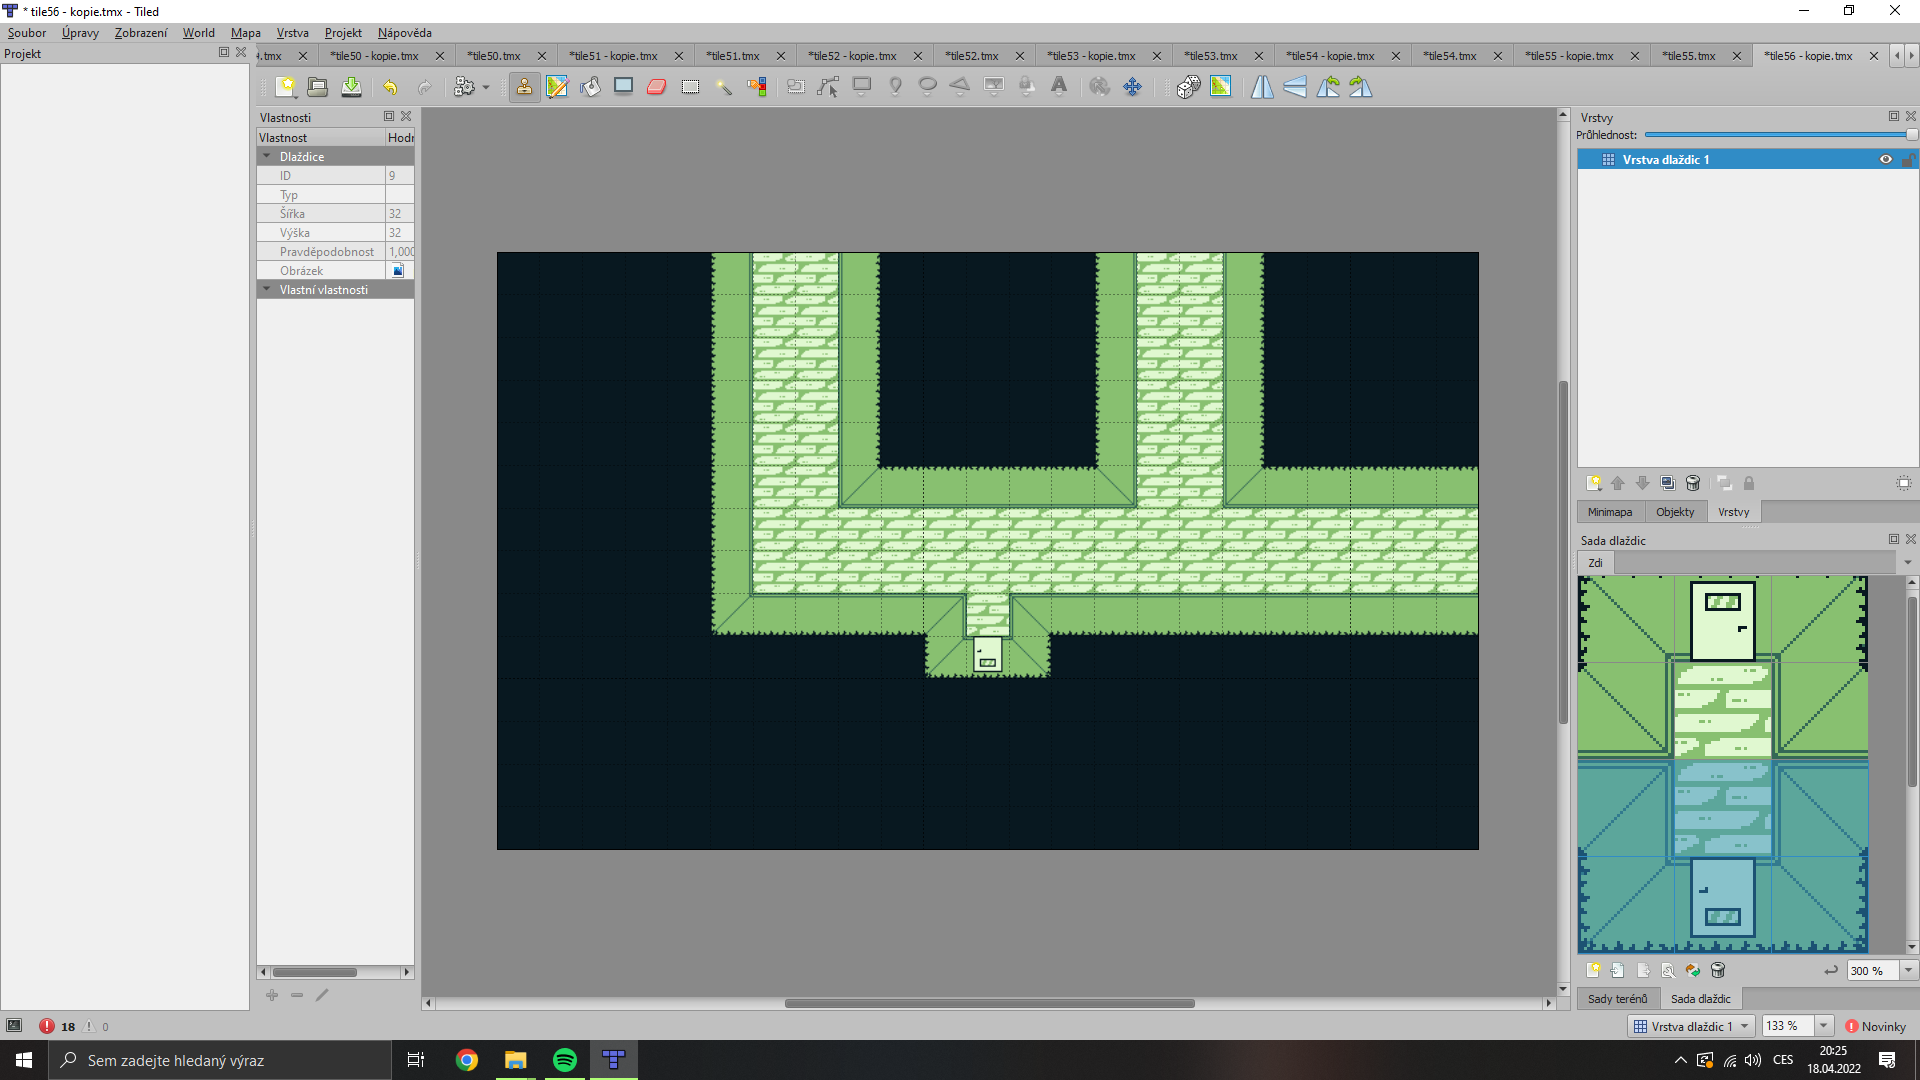 * tile56 - kopie.tmx - Tiled
Soubor Úpravy Zobrazení World Mapa Vrstva Projekt Nápověda
Projekt
.tmx *tile50 - kopie.tmx *tile50.tmx *tile51 - kopie.tmx *tile51.tmx *tile52 - kopie.tmx *tile52.tmx *tile53 - kopie.tmx *tile53.tmx *tile54 - kopie.tmx *tile54.tmx *tile55 - kopie.tmx *tile55.tmx *tile56 - kopie.tmx
Vlastnosti
Vlastnost Hodr
Dlaždice
ID 9
Typ
Šířka 32
Výška 32
Pravděpodobnost 1,000
Obrázek
Vlastní vlastnosti
Vrstvy
Průhlednost:
Vrstva dlaždic 1
Minimapa Objekty Vrstvy
Sada dlaždic
Zdi
300 %
Sady terénů Sada dlaždic
18 0
Vrstva dlaždic 1 133 % Novinky
Sem zadejte hledaný výraz
CES
20:25
18.04.2022